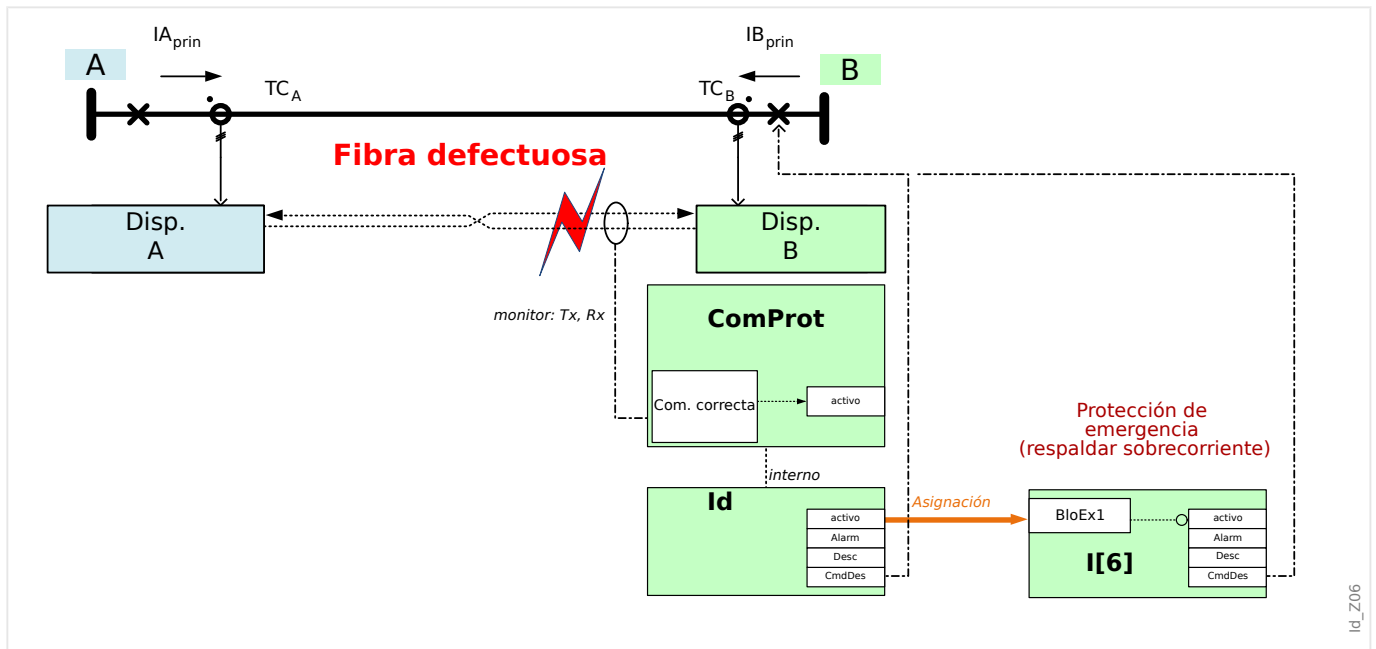 IAprin
IBprin
A
B
TCA
TCB
Fibra defectuosa
Disp.
A
Disp.
B
monitor: Tx, Rx
ComProt
Com. correcta
activo
interno
Protección de
emergencia
(respaldar sobrecorriente)
Id
activo
Alarm
Desc
CmdDes
Asignación
BloEx1
I[6]
activo
Alarm
Desc
CmdDes
Id_Z06